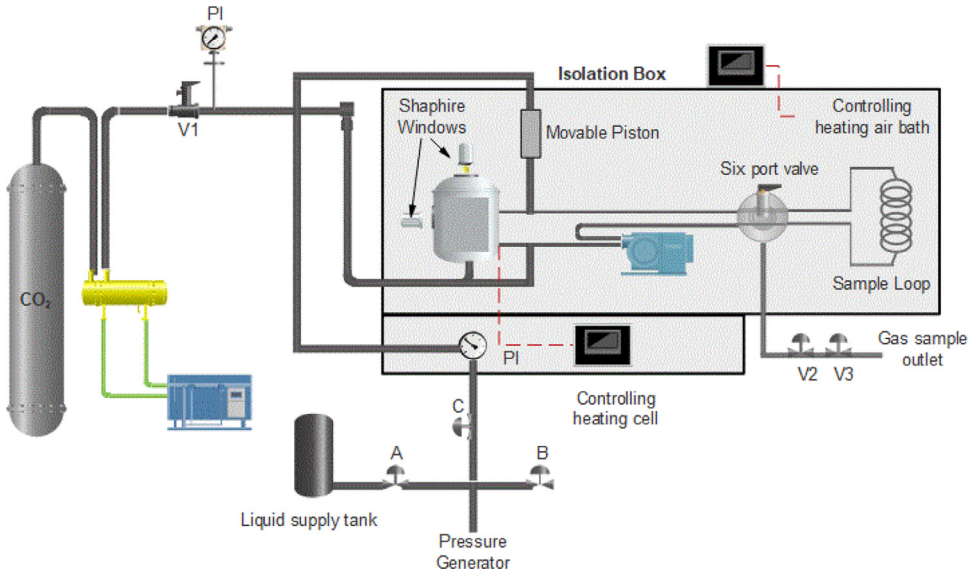 PI
V1
Isolation Box
Shaphire
Windows
Movable Piston
Controlling
heating air bath
Six port valve
Sample Loop
CO₂
PI
Controlling
heating cell
Gas sample
outlet
V2
V3
C
A
B
Liquid supply tank
Pressure
Generator